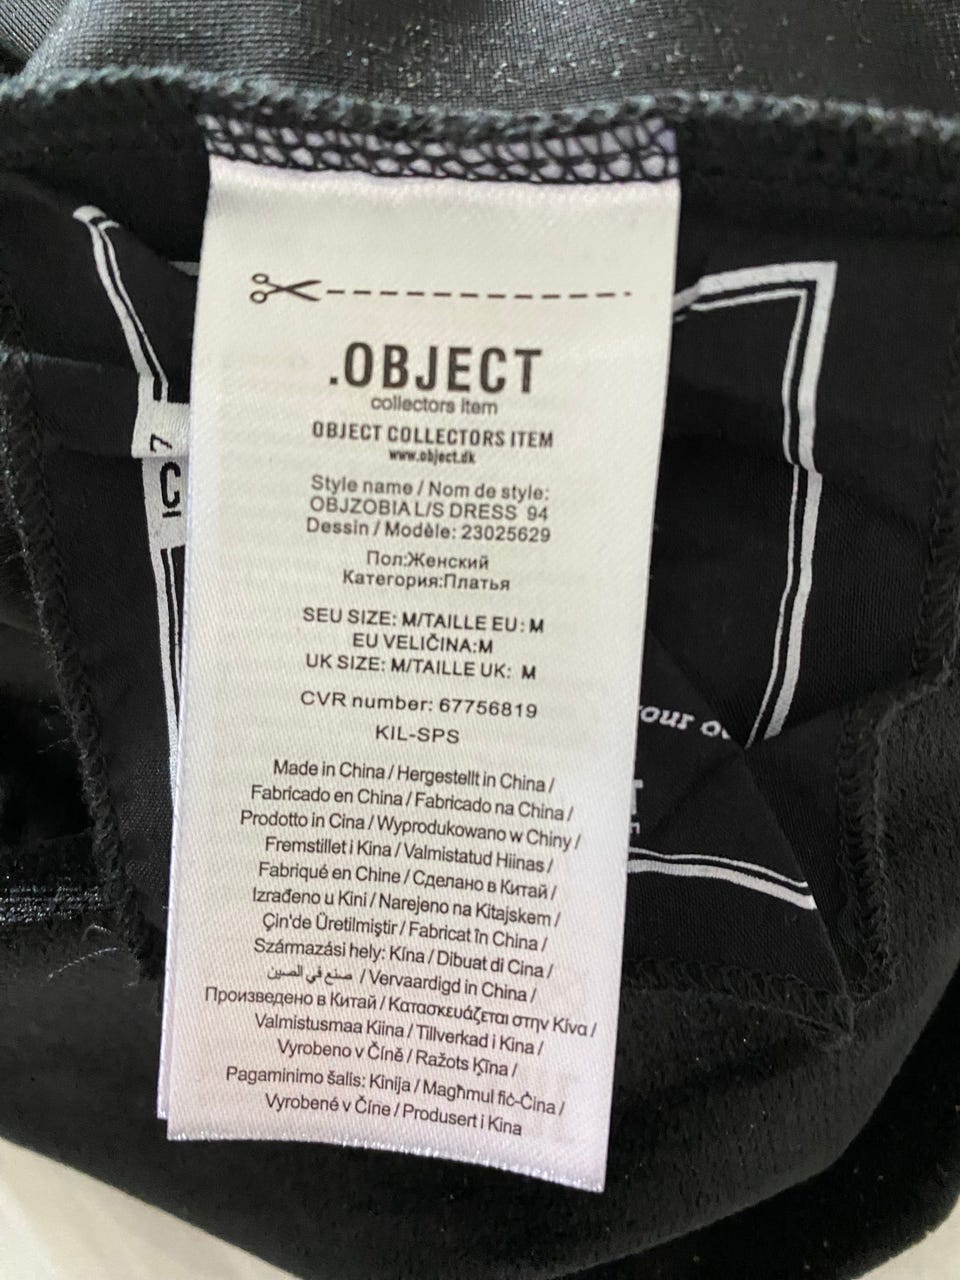 .OBJECT
collectors item
OBJECT COLLECTORS ITEM
www.object.dk
Style name / Nom de style:
OBJZOBIA L/S DRESS 94
Dessin / Modèle: 23025629
Пол:Женский
Категория:Платья
SEU SIZE: M/TAILLE EU: M
EU VELIČINA:M
UK SIZE: M/TAILLE UK: M
CVR number: 67756819
KIL-SPS
Made in China / Hergestellt in China /
Fabricado en China / Fabricado na China /
Prodotto in Cina / Wyprodukowano w Chiny /
Fremstillet i Kina / Valmistatud Hiinas /
Fabriqué en Chine / Сделано в Китай /
Izrađeno u Kini / Narejeno na Kitajskem /
Çin'de Üretilmiştir / Fabricat în China /
Származási hely: Kína / Dibuat di Cina /
صنع في الصين / Vervaardigd in China /
Произведено в Китай / Κατασκευάζεται στην Κίνα /
Valmistusmaa Kiina / Tillverkad i Kina /
Vyrobeno v Číně / Ražots Ķīna /
Pagaminimo šalis: Kinija / Magħmul fiċ-Ċina /
Vyrobené v Číne / Produsert i Kina
our